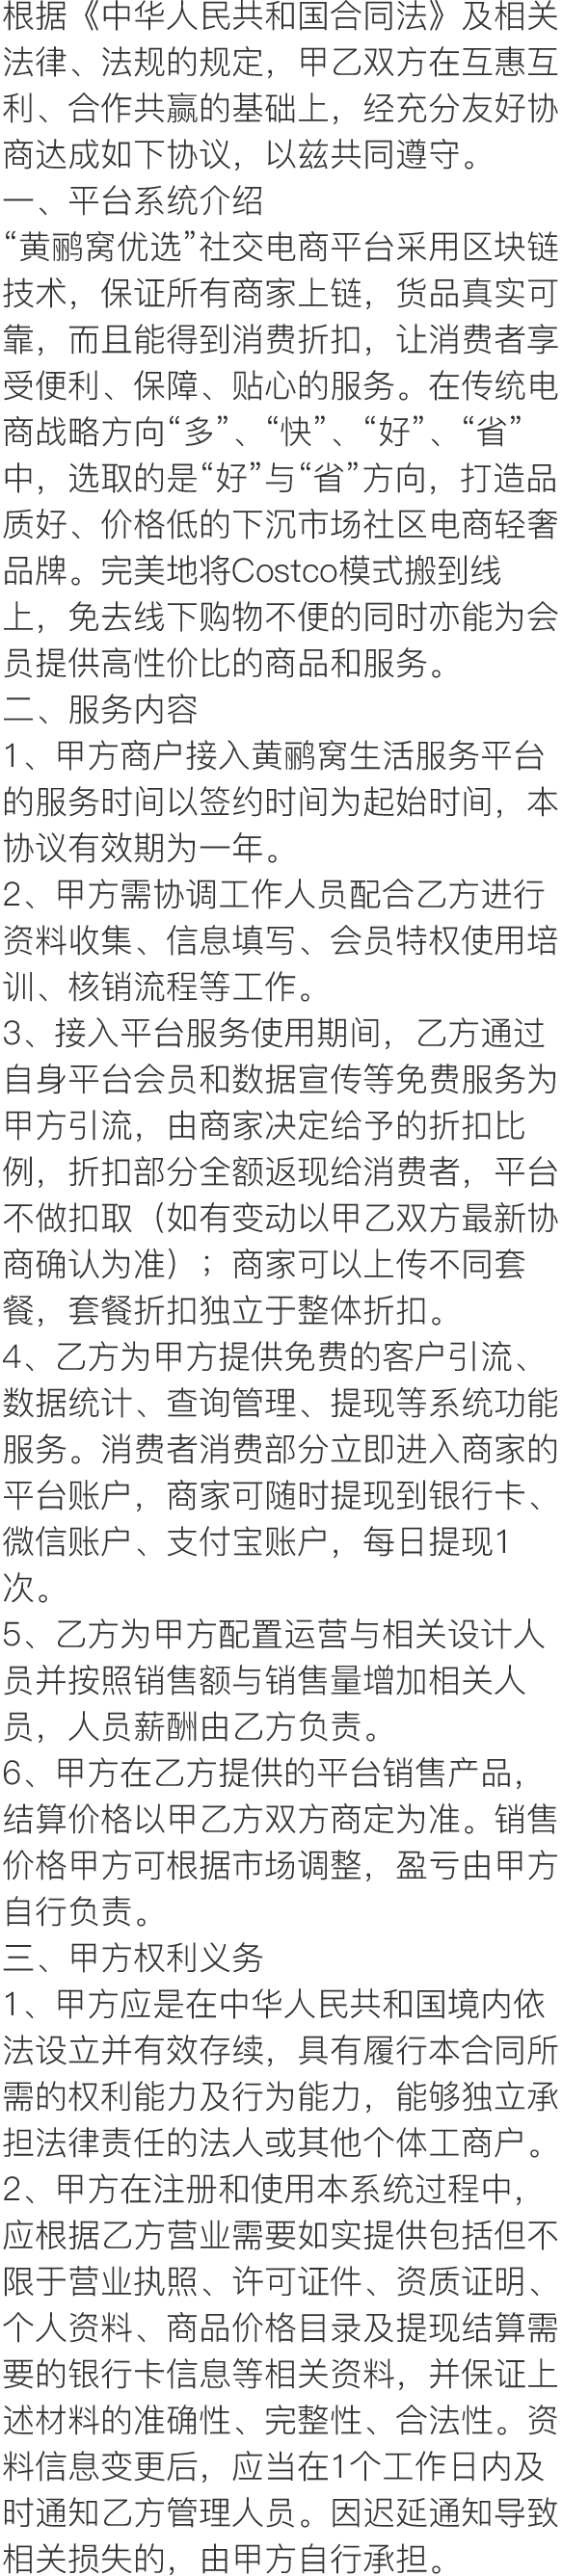 根据《中华人民共和国合同法》及相关
法律、法规的规定，甲乙双方在互惠互
利、合作共赢的基础上，经充分友好协
商达成如下协议，以兹共同遵守。
一、平台系统介绍
“黄鹂窝优选”社交电商平台采用区块链
技术，保证所有商家上链，货品真实可
靠，而且能得到消费折扣，让消费者享
受便利、保障、贴心的服务。在传统电
商战略方向“多”、“快”、“好”、“省”
中，选取的是“好”与“省”方向，打造品
质好、价格低的下沉市场社区电商轻奢
品牌。完美地将Costco模式搬到线
上，免去线下购物不便的同时亦能为会
员提供高性价比的商品和服务。
二、服务内容
1、甲方商户接入黄鹂窝生活服务平台
的服务时间以签约时间为起始时间，本
协议有效期为一年。
2、甲方需协调工作人员配合乙方进行
资料收集、信息填写、会员特权使用培
训、核销流程等工作。
3、接入平台服务使用期间，乙方通过
自身平台会员和数据宣传等免费服务为
甲方引流，由商家决定给予的折扣比
例，折扣部分全额返现给消费者，平台
不做扣取（如有变动以甲乙双方最新协
商确认为准）；商家可以上传不同套
餐，套餐折扣独立于整体折扣。
4、乙方为甲方提供免费的客户引流、
数据统计、查询管理、提现等系统功能
服务。消费者消费部分立即进入商家的
平台账户，商家可随时提现到银行卡、
微信账户、支付宝账户，每日提现1
次。
5、乙方为甲方配置运营与相关设计人
员并按照销售额与销售量增加相关人
员，人员薪酬由乙方负责。
6、甲方在乙方提供的平台销售产品，
结算价格以甲乙方双方商定为准。销售
价格甲方可根据市场调整，盈亏由甲方
自行负责。
三、甲方权利义务
1、甲方应是在中华人民共和国境内依
法设立并有效存续，具有履行本合同所
需的权利能力及行为能力，能够独立承
担法律责任的法人或其他个体工商户。
2、甲方在注册和使用本系统过程中，
应根据乙方营业需要如实提供包括但不
限于营业执照、许可证件、资质证明、
个人资料、商品价格目录及提现结算需
要的银行卡信息等相关资料，并保证上
述材料的准确性、完整性、合法性。资
料信息变更后，应当在1个工作日内及
时通知乙方管理人员。因迟延通知导致
相关损失的，由甲方自行承担。